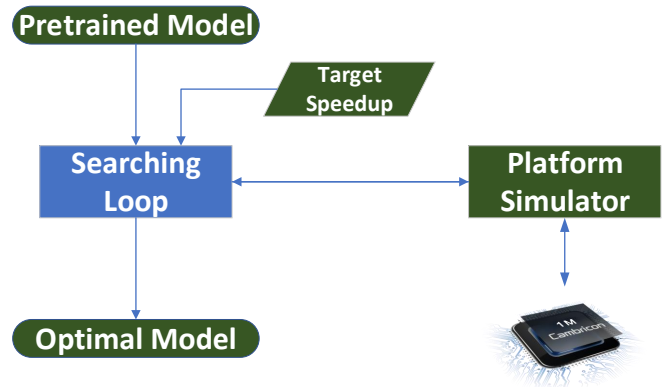 Pretrained Model
Target
Speedup
Searching
Loop
Platform
Simulator
Optimal Model
1M
Cambricon